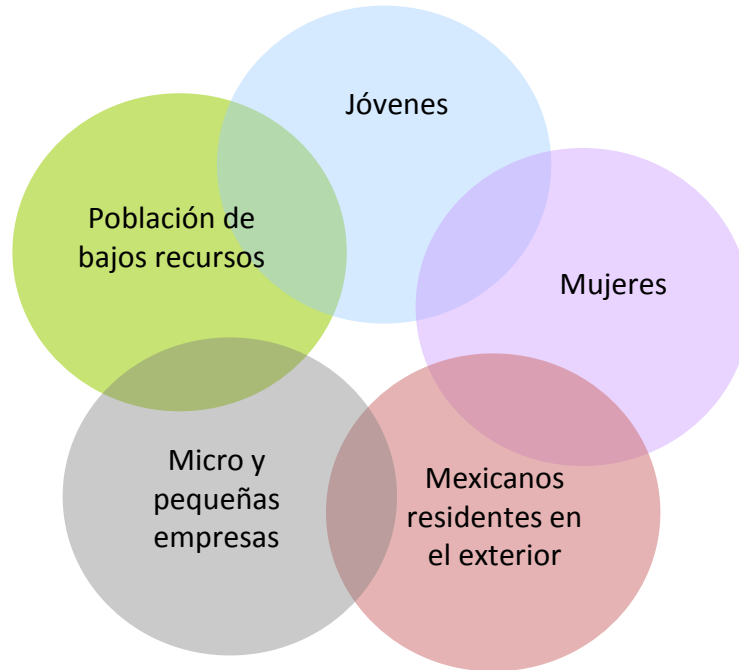 Jóvenes
Población de
bajos recursos
Mujeres
Micro y
pequeñas
empresas
Mexicanos
residentes en
el exterior